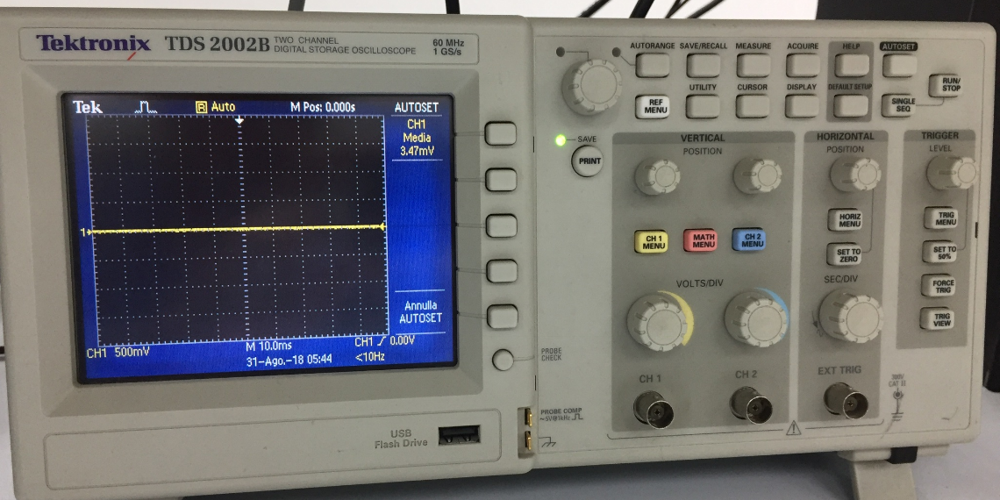 Tektronix TDS 2002B TWO CHANNEL DIGITAL STORAGE OSCILLOSCOPE 60 MHz 1 GS/s
Tek Auto M Pos: 0.000s AUTOSET
CH1
Media
3.47mV
1
Annulla
AUTOSET
CH1 500mV M 10.0ms CH1 0.00V
31-Ago.-18 05:44 <10Hz
USB
Flash Drive
AUTORANGE SAVE/RECALL MEASURE ACQUIRE HELP AUTOSET
REF MENU UTILITY CURSOR DISPLAY DEFAULT SETUP SINGLE SEQ RUN/STOP
SAVE
PRINT
VERTICAL
POSITION
CH 1 MENU MATH MENU CH 2 MENU
VOLTS/DIV
CH 1 CH 2
HORIZONTAL
POSITION
HORIZ MENU
SET TO ZERO
SEC/DIV
EXT TRIG
TRIGGER
LEVEL
TRIG MENU
SET TO 50%
FORCE TRIG
TRIG VIEW
300V
CAT II
PROBE
CHECK
PROBE COMP
~5V@1kHz